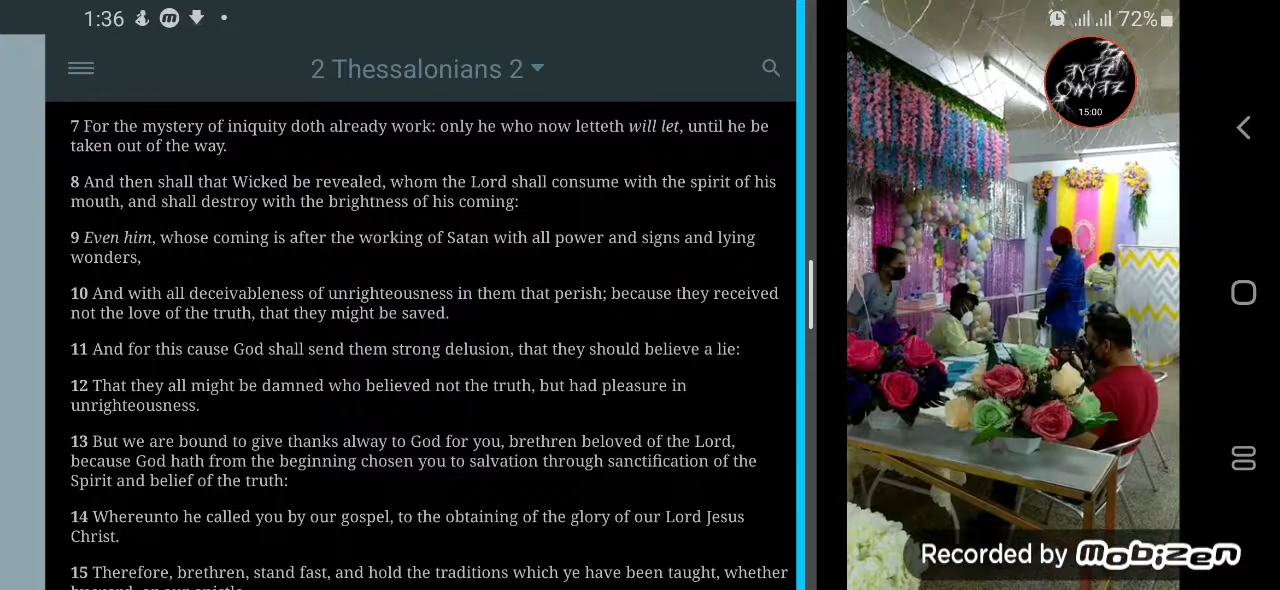 1:36
72%
2 Thessalonians 2
7 For the mystery of iniquity doth already work: only he who now letteth will let, until he be
taken out of the way.
8 And then shall that Wicked be revealed, whom the Lord shall consume with the spirit of his
mouth, and shall destroy with the brightness of his coming:
9 Even him, whose coming is after the working of Satan with all power and signs and lying
wonders,
10 And with all deceivableness of unrighteousness in them that perish; because they received
not the love of the truth, that they might be saved.
11 And for this cause God shall send them strong delusion, that they should believe a lie:
12 That they all might be damned who believed not the truth, but had pleasure in
unrighteousness.
13 But we are bound to give thanks alway to God for you, brethren beloved of the Lord,
because God hath from the beginning chosen you to salvation through sanctification of the
Spirit and belief of the truth:
14 Whereunto he called you by our gospel, to the obtaining of the glory of our Lord Jesus
Christ.
15 Therefore, brethren, stand fast, and hold the traditions which ye have been taught, whether
15:00
Recorded by Mobizen